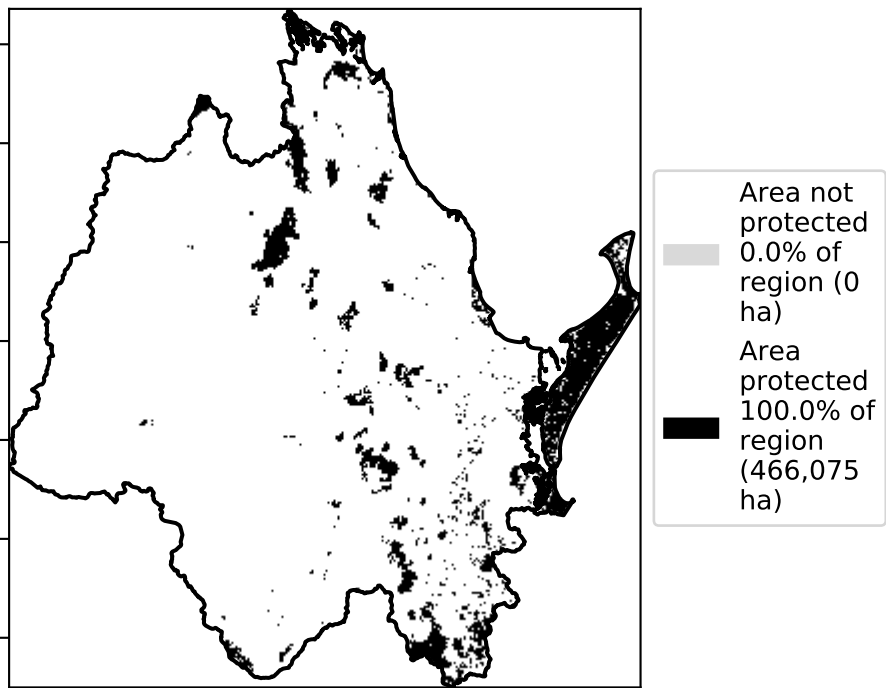 Area not
protected
0.0% of
region (0
ha)
Area
protected
100.0% of
region
(466,075
ha)